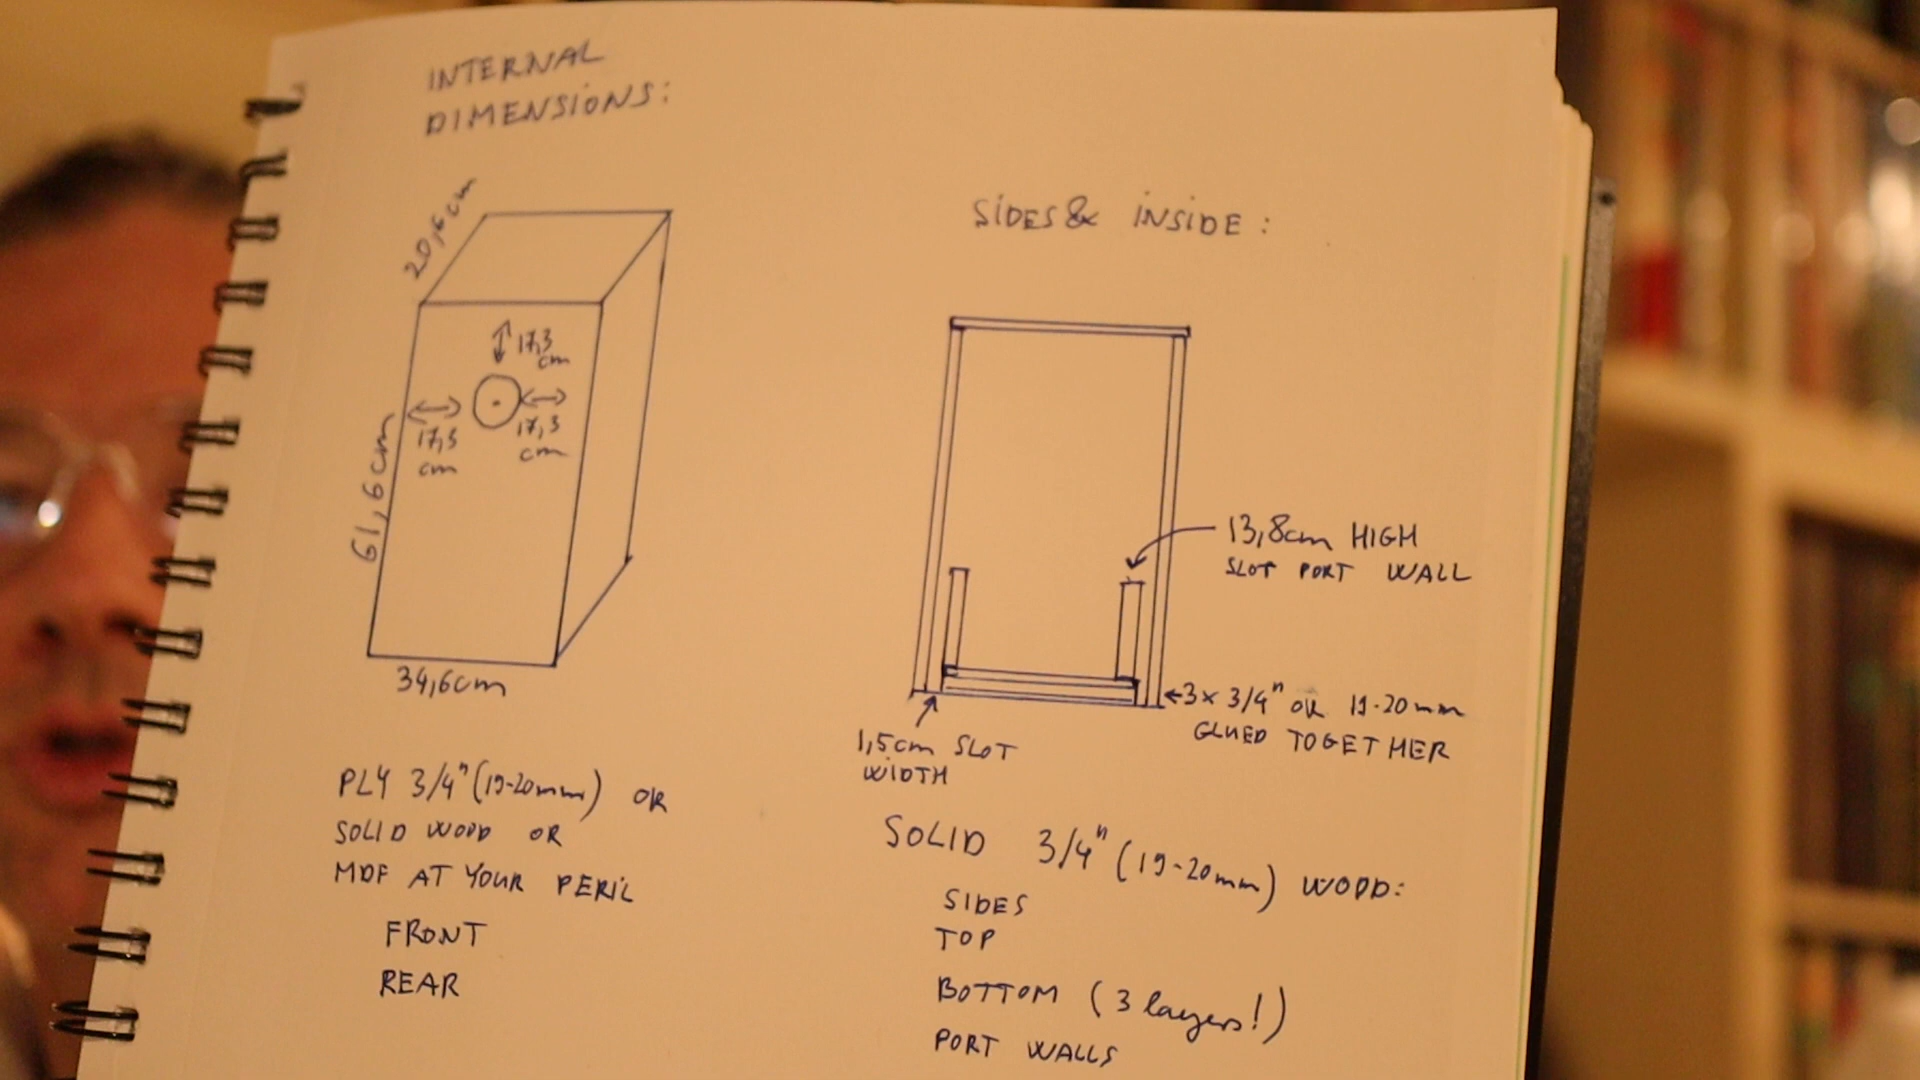 INTERNAL
DIMENSIONS:
20,6cm
17,3
cm
17,3
cm
17,3
cm
61,6cm
34,6cm
PLY 3/4" (19-20mm) OR
SOLID WOOD OR
MDF AT YOUR PERIL
FRONT
REAR
SIDES & INSIDE:
13,8cm HIGH
SLOT PORT WALL
3x 3/4" OR 19-20mm
GLUED TOGETHER
1,5cm SLOT
WIDTH
SOLID 3/4" (19-20mm) WOOD:
SIDES
TOP
BOTTOM (3 layers!)
PORT WALLS